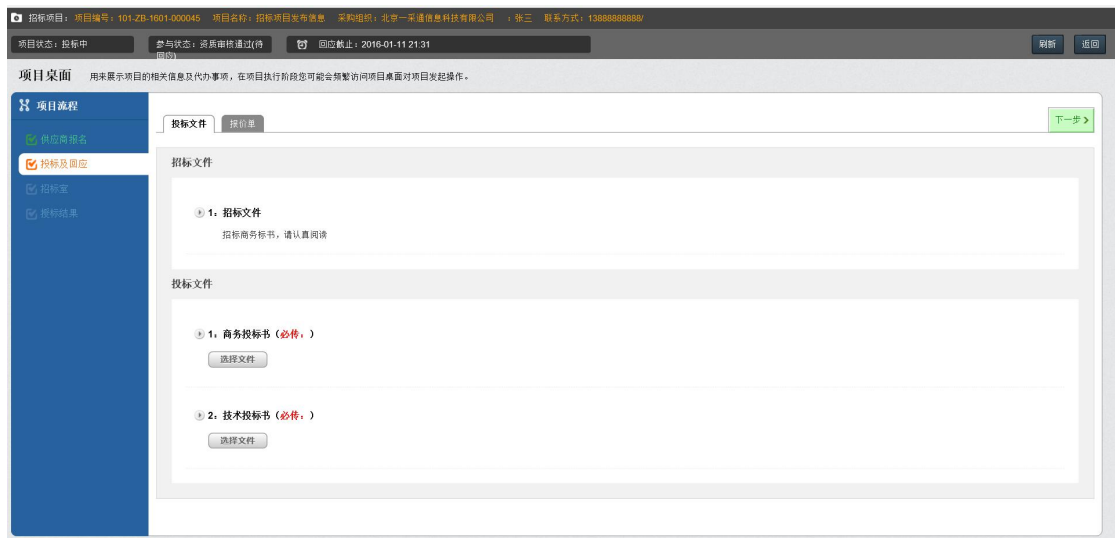 招标项目：项目编号：101-ZB-1601-000045 项目名称：招标项目发布信息 采购组织：北京一采通信息科技有限公司 ：张三 联系方式：13888888888/
项目状态：投标中 参与状态：资质审核通过(待回应) 回应截止：2016-01-11 21:31 刷新 返回
项目桌面 用来展示项目的相关信息及代办事项，在项目执行阶段您可能会频繁访问项目桌面对项目发起操作。
项目流程
供应商报名
投标及回应
招标室
授标结果
投标文件 报价单 下一步
招标文件
1：招标文件
招标商务标书，请认真阅读
投标文件
1：商务投标书（必传：）
选择文件
2：技术投标书（必传：）
选择文件